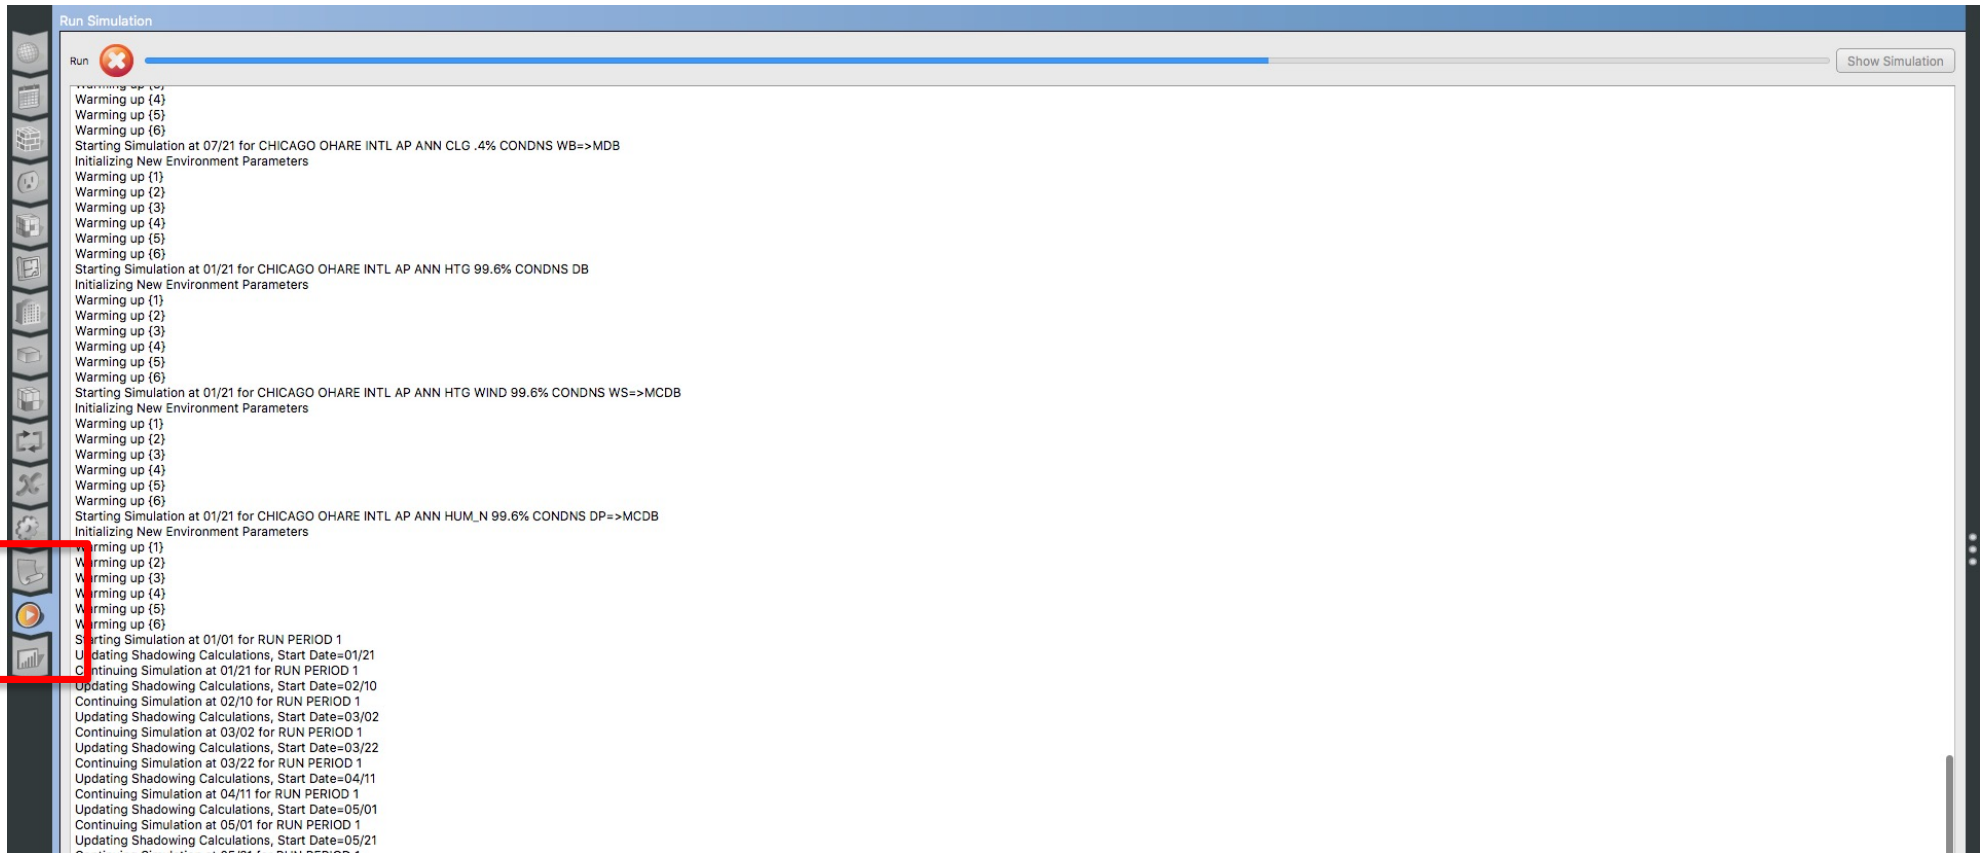 Run Simulation
Run
Show Simulation
Warming up {4}
Warming up {5}
Warming up {6}
Starting Simulation at 07/21 for CHICAGO OHARE INTL AP ANN CLG .4% CONDNS WB=>MDB
Initializing New Environment Parameters
Warming up {1}
Warming up {2}
Warming up {3}
Warming up {4}
Warming up {5}
Warming up {6}
Starting Simulation at 01/21 for CHICAGO OHARE INTL AP ANN HTG 99.6% CONDNS DB
Initializing New Environment Parameters
Warming up {1}
Warming up {2}
Warming up {3}
Warming up {4}
Warming up {5}
Warming up {6}
Starting Simulation at 01/21 for CHICAGO OHARE INTL AP ANN HTG WIND 99.6% CONDNS WS=>MCDB
Initializing New Environment Parameters
Warming up {1}
Warming up {2}
Warming up {3}
Warming up {4}
Warming up {5}
Warming up {6}
Starting Simulation at 01/21 for CHICAGO OHARE INTL AP ANN HUM_N 99.6% CONDNS DP=>MCDB
Initializing New Environment Parameters
Warming up {1}
Warming up {2}
Warming up {3}
Warming up {4}
Warming up {5}
Warming up {6}
Starting Simulation at 01/01 for RUN PERIOD 1
Updating Shadowing Calculations, Start Date=01/21
Continuing Simulation at 01/21 for RUN PERIOD 1
Updating Shadowing Calculations, Start Date=02/10
Continuing Simulation at 02/10 for RUN PERIOD 1
Updating Shadowing Calculations, Start Date=03/02
Continuing Simulation at 03/02 for RUN PERIOD 1
Updating Shadowing Calculations, Start Date=03/22
Continuing Simulation at 03/22 for RUN PERIOD 1
Updating Shadowing Calculations, Start Date=04/11
Continuing Simulation at 04/11 for RUN PERIOD 1
Updating Shadowing Calculations, Start Date=05/01
Continuing Simulation at 05/01 for RUN PERIOD 1
Updating Shadowing Calculations, Start Date=05/21